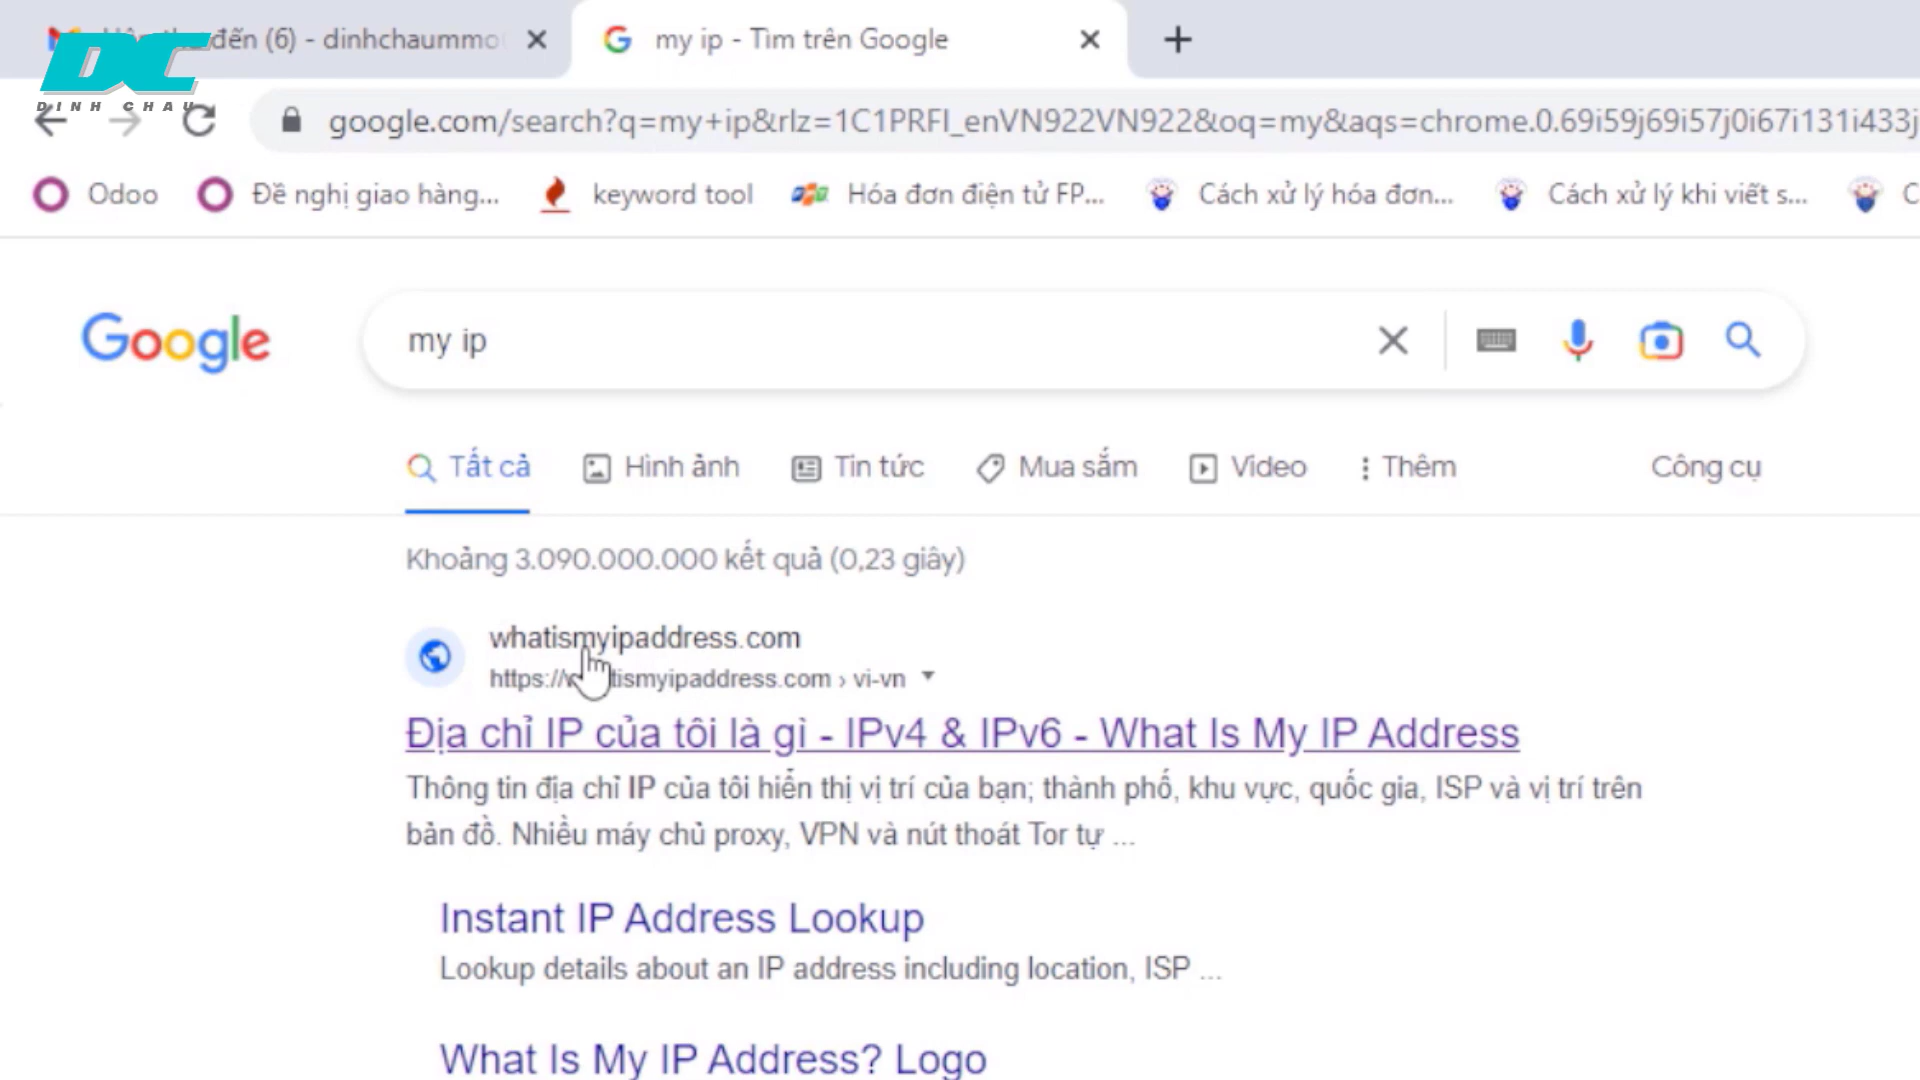 đến (6) - dinhchaummo
my ip - Tìm trên Google
DC
DINH CHAU
google.com/search?q=my+ip&rlz=1C1PRFI_enVN922VN922&oq=my&aqs=chrome.0.69i59j69i57j0i67i131i433j
Odoo
Đề nghị giao hàng...
keyword tool
Hóa đơn điện tử FP...
Cách xử lý hóa đơn...
Cách xử lý khi viết s...
C
Google
my ip
Tất cả
Hình ảnh
Tin tức
Mua sắm
Video
Thêm
Công cụ
Khoảng 3.090.000.000 kết quả (0,23 giây)
whatismyipaddress.com
https://whatismyipaddress.com › vi-vn
Địa chỉ IP của tôi là gì - IPv4 & IPv6 - What Is My IP Address
Thông tin địa chỉ IP của tôi hiển thị vị trí của bạn; thành phố, khu vực, quốc gia, ISP và vị trí trên
bản đồ. Nhiều máy chủ proxy, VPN và nút thoát Tor tự ...
Instant IP Address Lookup
Lookup details about an IP address including location, ISP ...
What Is My IP Address? Logo